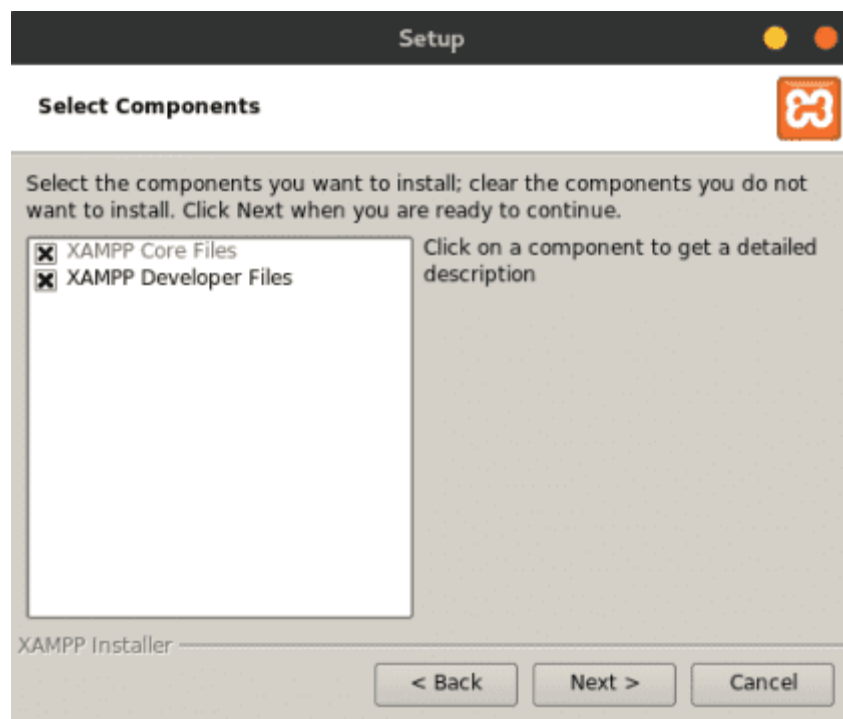 Setup
Select Components
Select the components you want to install; clear the components you do not
want to install. Click Next when you are ready to continue.
XAMPP Core Files
XAMPP Developer Files
Click on a component to get a detailed
description
XAMPP Installer
< Back
Next >
Cancel